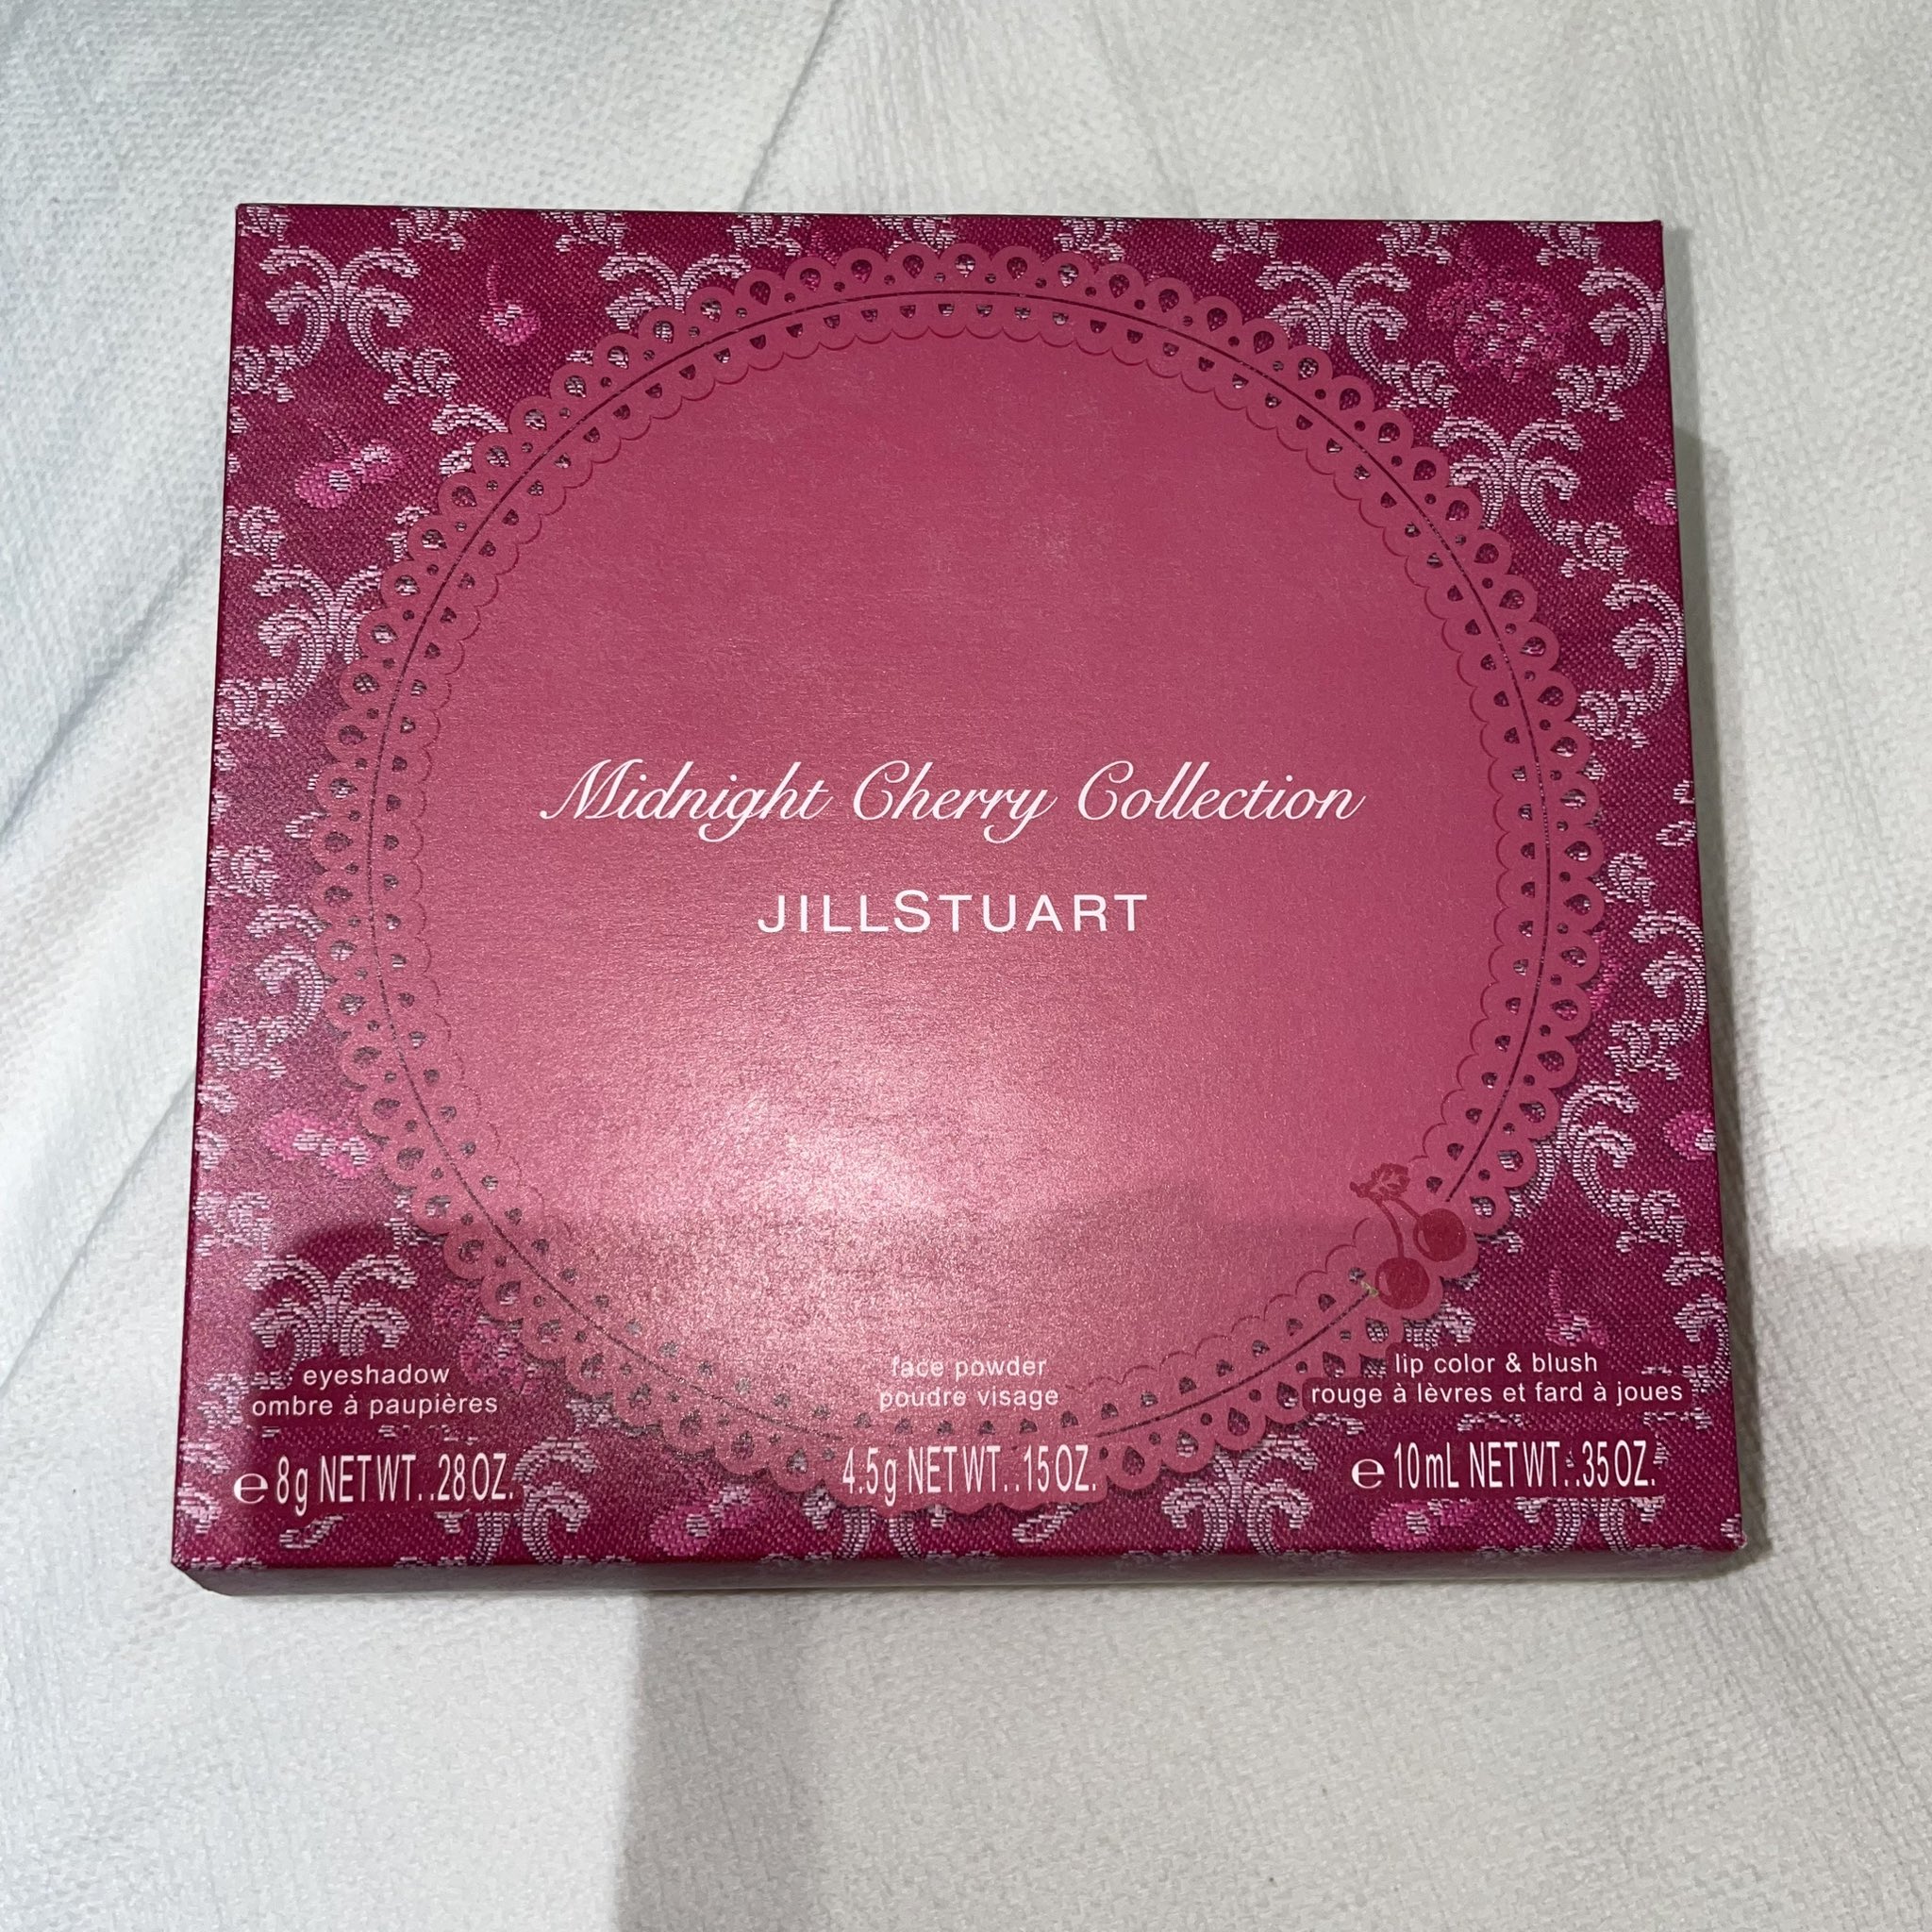 Midnight Cherry Collection
JILLSTUART
eyeshadow
ombre à paupières
e 8g NET WT. .28 OZ.
face powder
poudre visage
4.5g NET WT. .15 OZ.
lip color & blush
rouge à lèvres et fard à joues
e 10mL NET WT. .35 OZ.